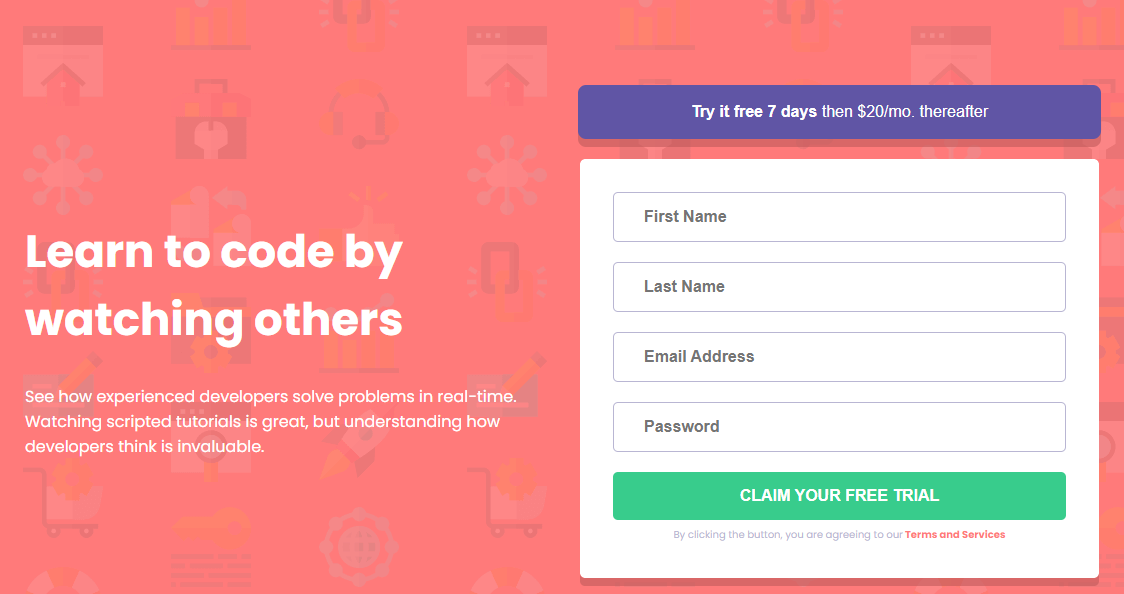 Learn to code by
watching others
See how experienced developers solve problems in real-time.
Watching scripted tutorials is great, but understanding how
developers think is invaluable.
Try it free 7 days then $20/mo. thereafter
First Name
Last Name
Email Address
Password
CLAIM YOUR FREE TRIAL
By clicking the button, you are agreeing to our Terms and Services